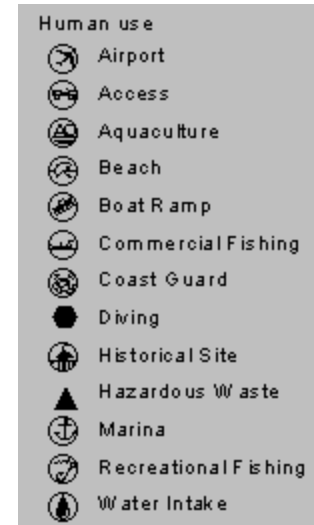 Human use
Airport
Access
Aquaculture
Beach
Boat Ramp
Commercial Fishing
Coast Guard
Diving
Historical Site
Hazardous Waste
Marina
Recreational Fishing
Water Intake